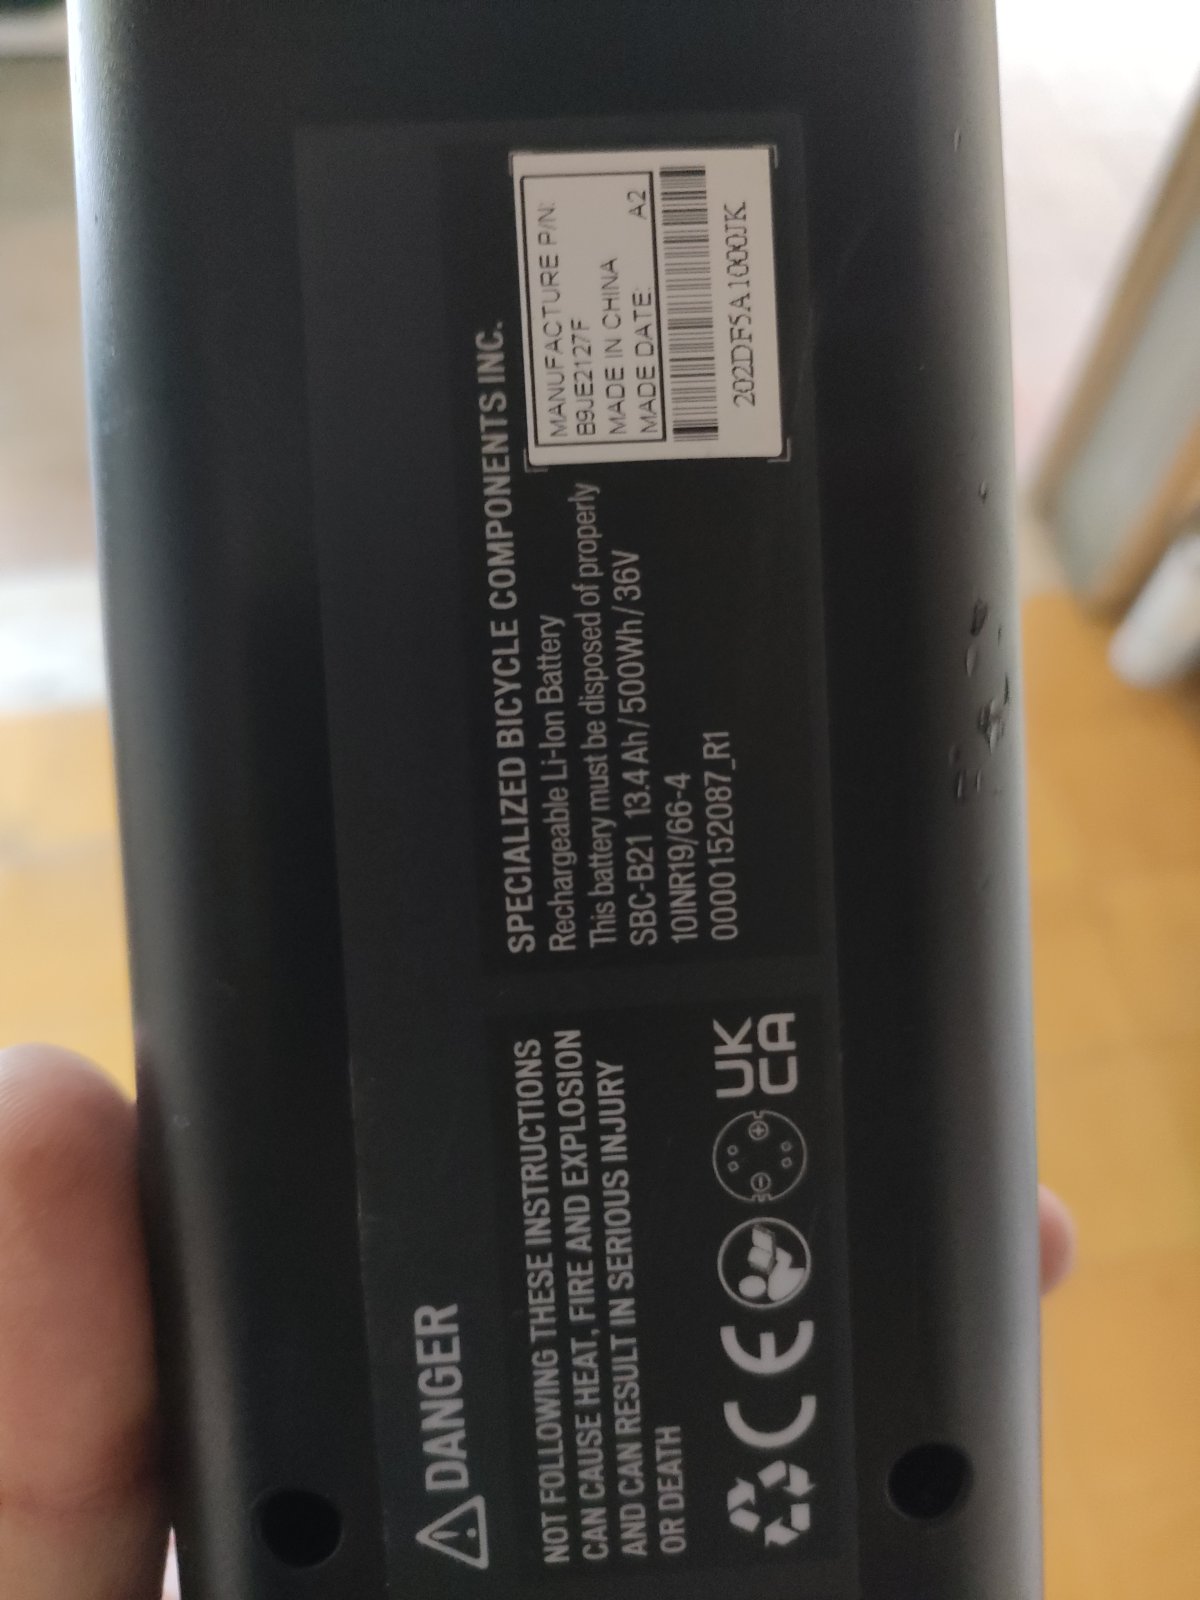 DANGER
NOT FOLLOWING THESE INSTRUCTIONS
CAN CAUSE HEAT, FIRE AND EXPLOSION
AND CAN RESULT IN SERIOUS INJURY
OR DEATH
CE
UK
CA
SPECIALIZED BICYCLE COMPONENTS INC.
Rechargeable Li-Ion Battery
This battery must be disposed of properly
SBC-B21 13.4 Ah/500Wh/36V
10INR19/66-4
0000152087_R1
MANUFACTURE P/N:
B9JE2127F
MADE IN CHINA
MADE DATE: A2
202DF5A1000JK